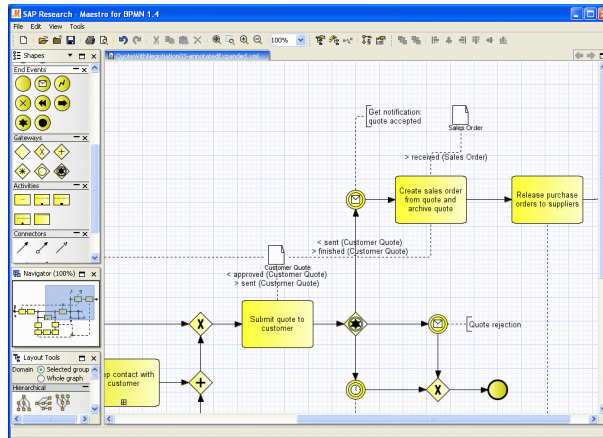 SAP Research - Maestro for BPMN 1.4
File Edit View Tools
100%
Shapes
QuoteWithNegotiation03-annotatedExpanded.xml
End Events
Gateways
Activities
Connectors
Navigator (100%)
Layout Tools
Domain Selected group
Whole graph
Hierarchical
Get notification:
quote accepted
Sales Order
> received (Sales Order)
Create sales order
from quote and
archive quote
Release purchase
orders to suppliers
< sent (Customer Quote)
> finished (Customer Quote)
Customer Quote
< approved (Customer Quote)
> sent (Customer Quote)
Submit quote to
customer
Quote rejection
ep contact with
customer